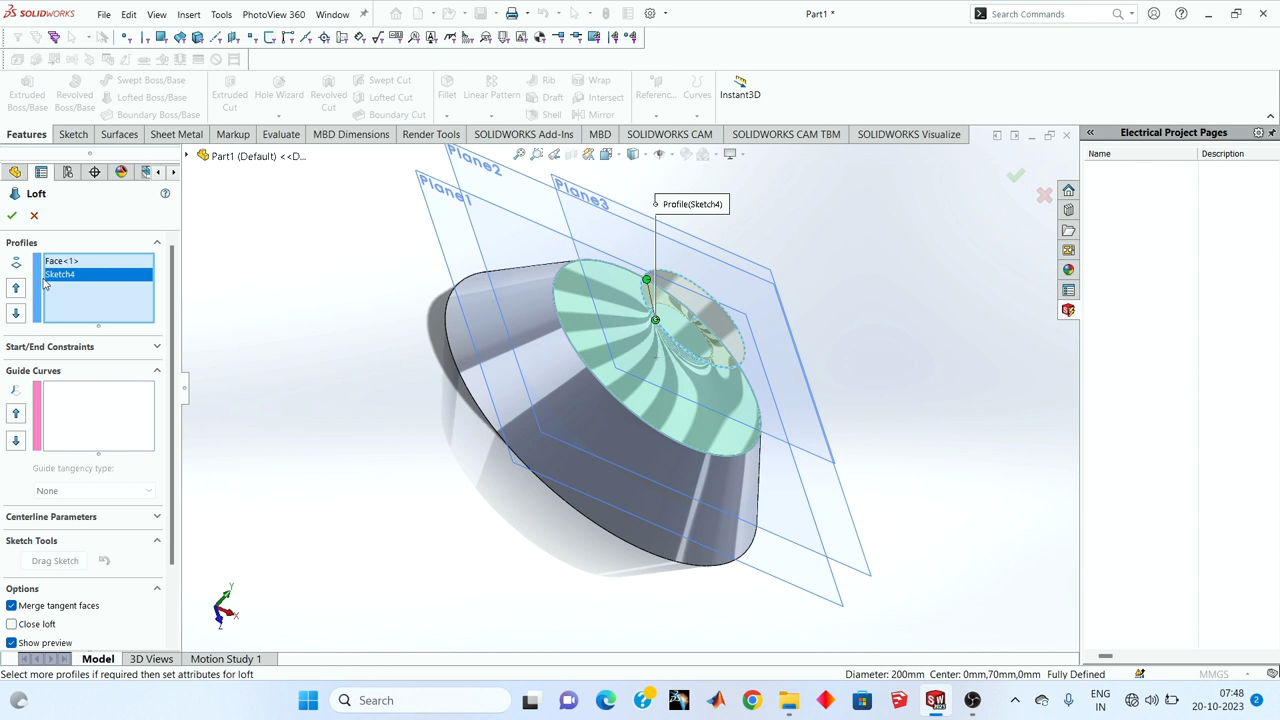 SOLIDWORKS File Edit View Insert Tools PhotoView 360 Window Part1 * Search Commands
Extruded Boss/Base Revolved Boss/Base Swept Boss/Base Lofted Boss/Base Boundary Boss/Base Extruded Cut Hole Wizard Revolved Cut Swept Cut Lofted Cut Boundary Cut Fillet Linear Pattern Rib Draft Shell Wrap Intersect Mirror Referenc... Curves Instant3D
Features Sketch Surfaces Sheet Metal Markup Evaluate MBD Dimensions Render Tools SOLIDWORKS Add-Ins MBD SOLIDWORKS CAM SOLIDWORKS CAM TBM SOLIDWORKS Visualize
Electrical Project Pages
Name Description
Part1 (Default) <<D...
Loft
Profiles
Face<1>
Sketch4
Start/End Constraints
Guide Curves
Guide tangency type:
None
Centerline Parameters
Sketch Tools
Drag Sketch
Options
Merge tangent faces
Close loft
Show preview
Plane2
Plane1
Plane3
Profile(Sketch4)
Y
X
Z
Model 3D Views Motion Study 1
Select more profiles if required then set attributes for loft Diameter: 200mm Center: 0mm,70mm,0mm Fully Defined MMGS
Search
ENG
IN
07:48
20-10-2023
2